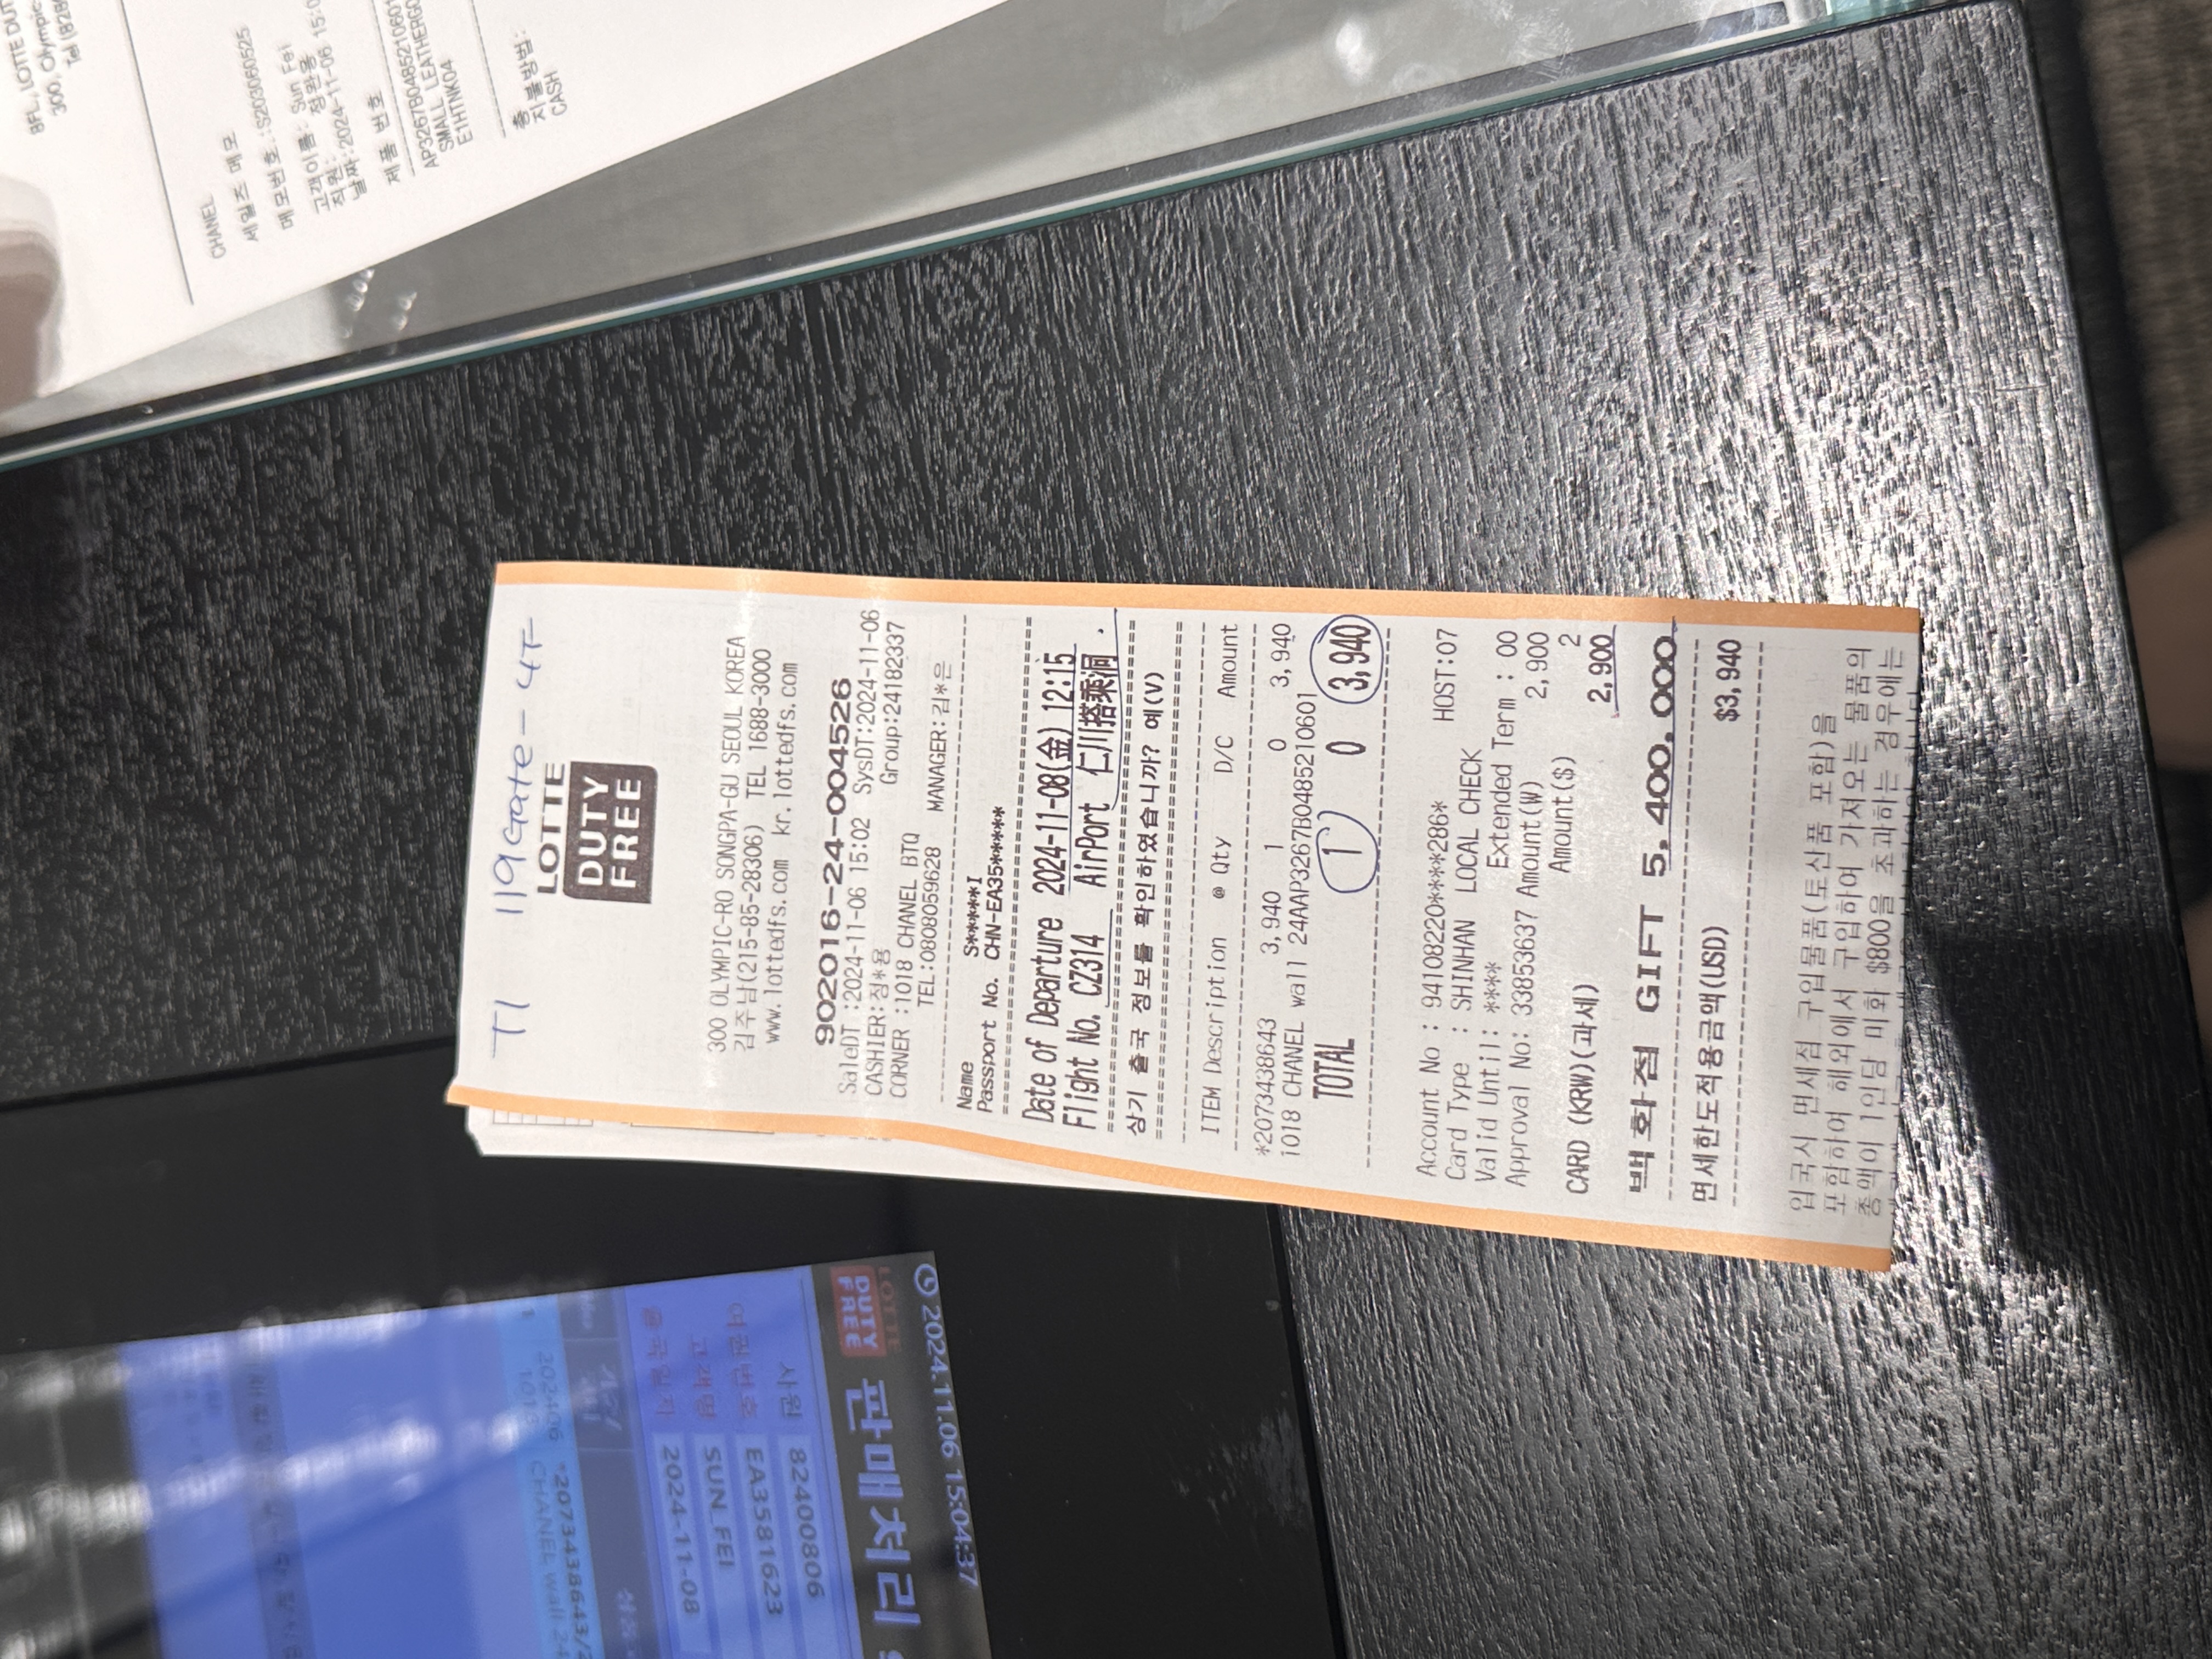 T1 119Gate-4F
LOTTE
DUTY
FREE
300 OLYMPIC-RO SONGPA-GU SEOUL KOREA
김주남(215-85-28306) TEL 1688-3000
www.lottedfs.com kr.lottedfs.com
902016-24-004526
SaleDT :2024-11-06 15:02 SysDT:2024-11-06
CASHIER:정*용 Group:24182337
CORNER :1018 CHANEL BTQ
TEL:0808059628 MANAGER:김*은
Name S*****I
Passport No. CHN-EA35*****
Date of Departure 2024-11-08(金) 12:15
Flight No. CZ314 AirPort 仁川搭乘洞
상기 출국 정보를 확인하였습니까? 예(V)
ITEM Description @ Qty D/C Amount
*2073438643 3,940 1 0 3,940
1018 CHANEL wall 24AAP3267B0485210601
TOTAL 1 0 3,940
Account No : 94108220****286* HOST:07
Card Type : SHINHAN LOCAL CHECK
Valid Until: **** Extended Term : 00
Approval No: 33853637 Amount(W) 2,900
Amount($) 2
CARD (KRW)(과세) 2,900
백화점 GIFT 5,400,000
면세한도적용금액(USD) $3,940
입국시 면세점 구입물품(토산품 포함)을
포함하여 해외에서 구입하여 가져오는 물품의
총액이 1인당 미화 $800을 초과하는 경우에는
8FL., LOTTE DUT
300, Olympic-
Tel (828
CHANEL
세일즈 메모
메모번호.:S203060525
고객이름: Sun Fei
직원: 정완용
날짜:2024-11-06 15:0
제품 번호
AP3267B0485210601
SMALL LEATHERGO
E1HTNK04
총
지불방법:
CASH
2024.11.06 15:04:37
LOTTE
DUTY
FREE
판매처리
사원 82400806
여권번호 EA3581623
고객명 SUN_FEI
출국일자 2024-11-08
*2073438643/2
1 202406
1018 CHANEL wall 24